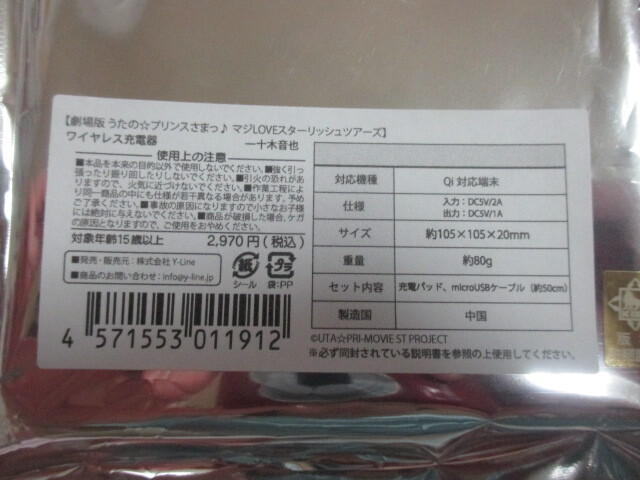 【劇場版 うたの☆プリンスさまっ♪ マジLOVEスターリッシュツアーズ】
ワイヤレス充電器 一十木音也
使用上の注意
■本品を本来の目的以外で使用しないでください。■強く引っ
張ったり振り回したりしないでください。■引火の恐れがあ
りますので、火気に近づけないでください。■作業工程によ
り同一商品の中にも仕様が若干異なる場合があります。予め
ご了承ください。■事故の原因になりますので小さなお子様
には絶対に与えないでください。■商品が破損した場合、ケガ
の原因となりますので、ご使用をおやめください。
対象年齢15歳以上 2,970円(税込)
■発売・販売元:株式会社 Y-Line
■商品のお問い合わせ:info@y-line.jp
紙
シール
プラ
袋:PP
4 571553 011912
対応機種 Qi 対応端末
仕様 入力:DC5V/2A
出力:DC5V/1A
サイズ 約105×105×20mm
重量 約80g
セット内容 充電パッド、microUSBケーブル(約50cm)
製造国 中国
©UTA☆PRI-MOVIE ST PROJECT
※必ず同封されている説明書を参照の上使用してください。
版